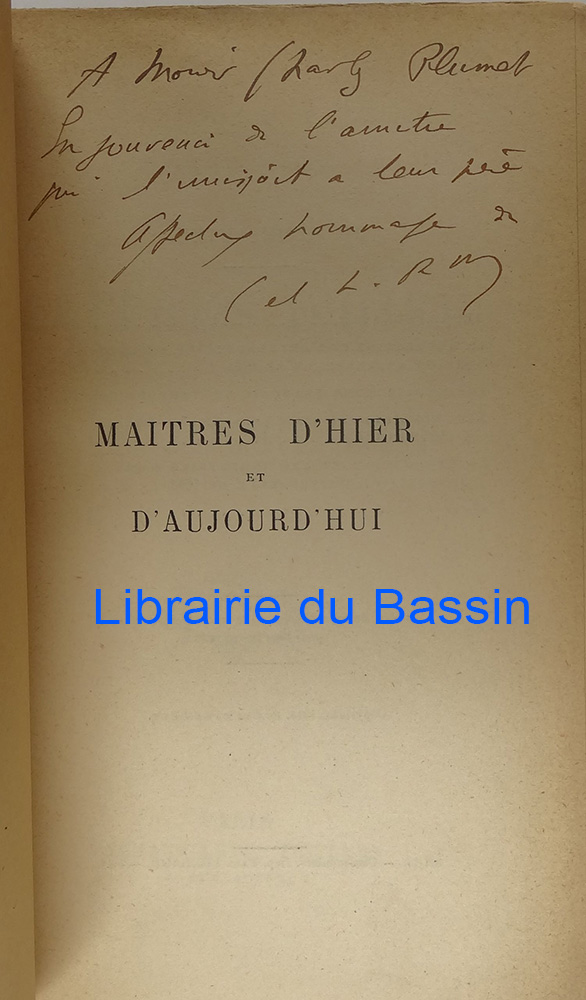 A Monsir Charles Plumet
En souvenir de l'amitié
qui l'unissait a leur père
Affectueux hommage de
L. R
MAITRES D'HIER
ET
D'AUJOURD'HUI
Librairie du Bassin